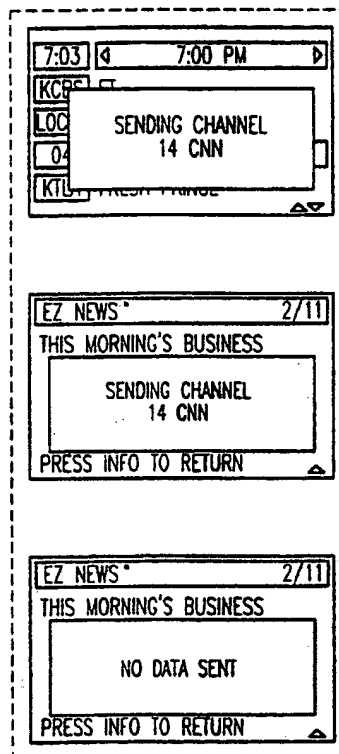 7:03 7:00 PM
KCBS
LOC
SENDING CHANNEL
14 CNN
04
FRESH PRINCE
EZ NEWS 2/11
THIS MORNING'S BUSINESS
SENDING CHANNEL
14 CNN
PRESS INFO TO RETURN
EZ NEWS 2/11
THIS MORNING'S BUSINESS
NO DATA SENT
PRESS INFO TO RETURN